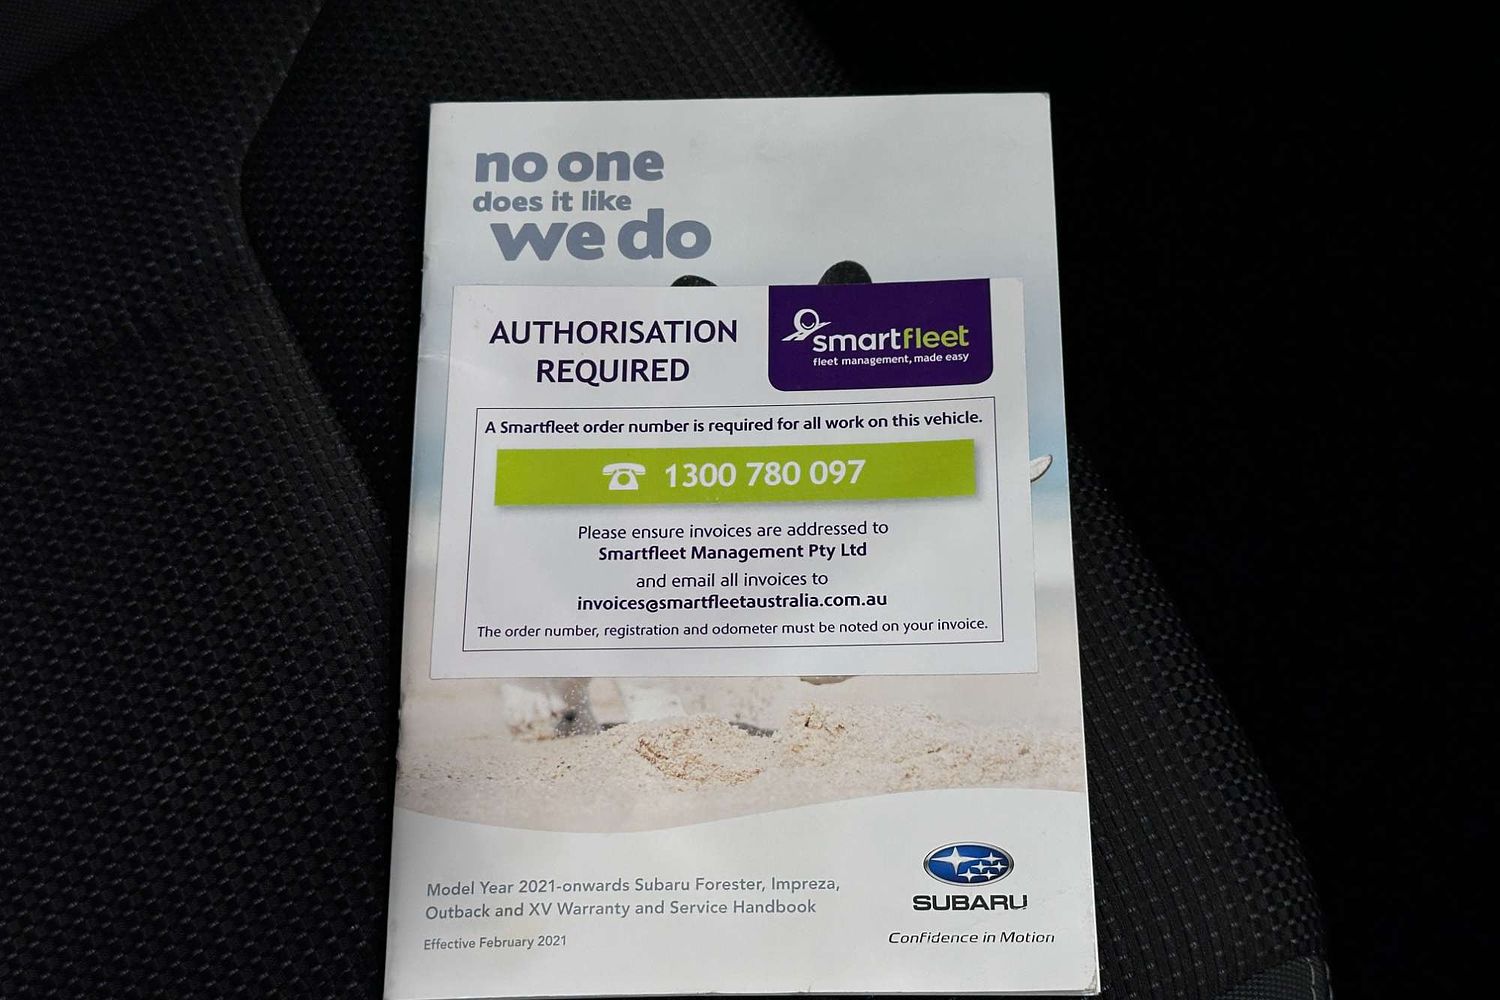 no one
does it like
we do
AUTHORISATION
REQUIRED
smartfleet
fleet management, made easy
A Smartfleet order number is required for all work on this vehicle.
1300 780 097
Please ensure invoices are addressed to
Smartfleet Management Pty Ltd
and email all invoices to
invoices@smartfleetaustralia.com.au
The order number, registration and odometer must be noted on your invoice.
Model Year 2021-onwards Subaru Forester, Impreza,
Outback and XV Warranty and Service Handbook
Effective February 2021
SUBARU
Confidence in Motion